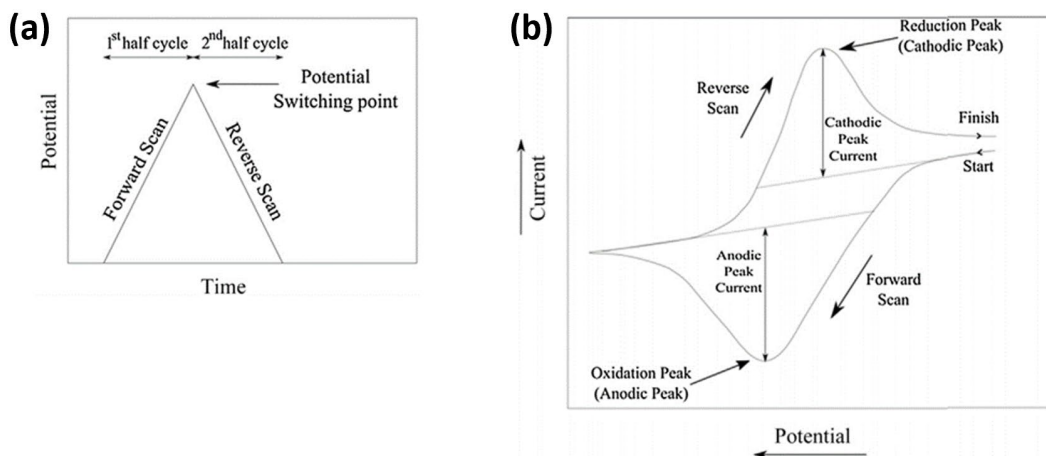 (a)
1st half cycle
2nd half cycle
Potential
Switching point
Forward Scan
Reverse Scan
Potential
Time
(b)
Reduction Peak
(Cathodic Peak)
Reverse
Scan
Cathodic
Peak
Current
Finish
Start
Current
Anodic
Peak
Current
Forward
Scan
Oxidation Peak
(Anodic Peak)
Potential